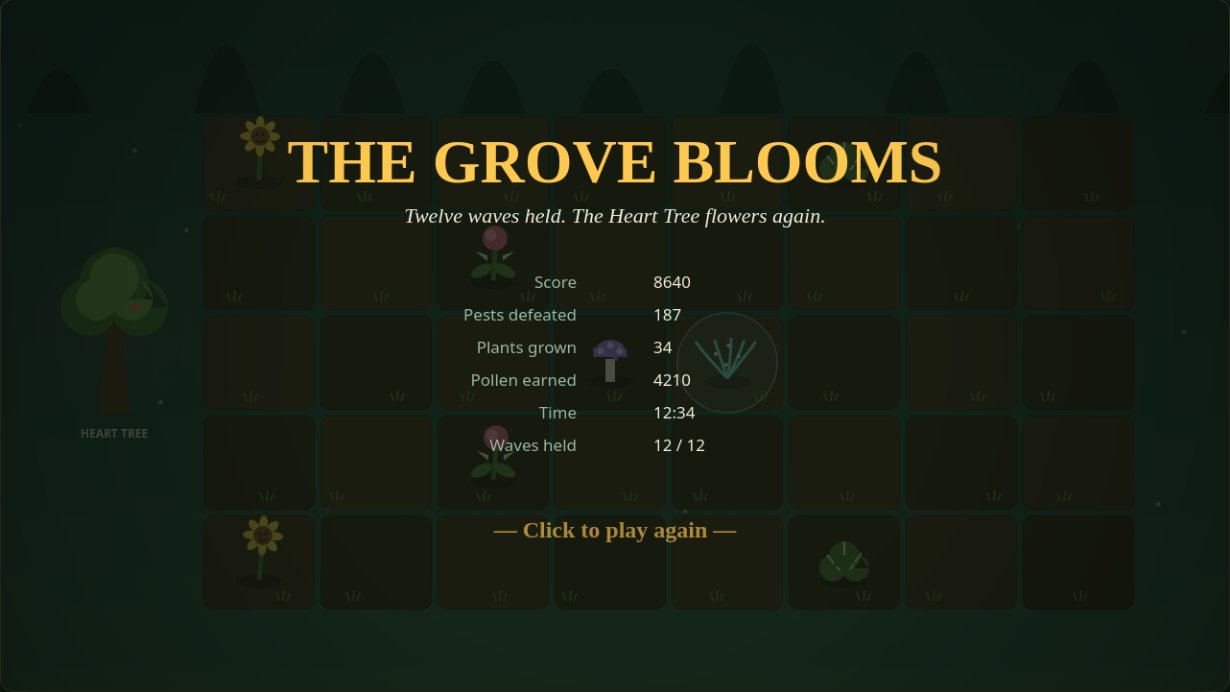 THE GROVE BLOOMS
Twelve waves held. The Heart Tree flowers again.
Score 8640
Pests defeated 187
Plants grown 34
Pollen earned 4210
Time 12:34
HEART TREE
Waves held 12 / 12
— Click to play again —